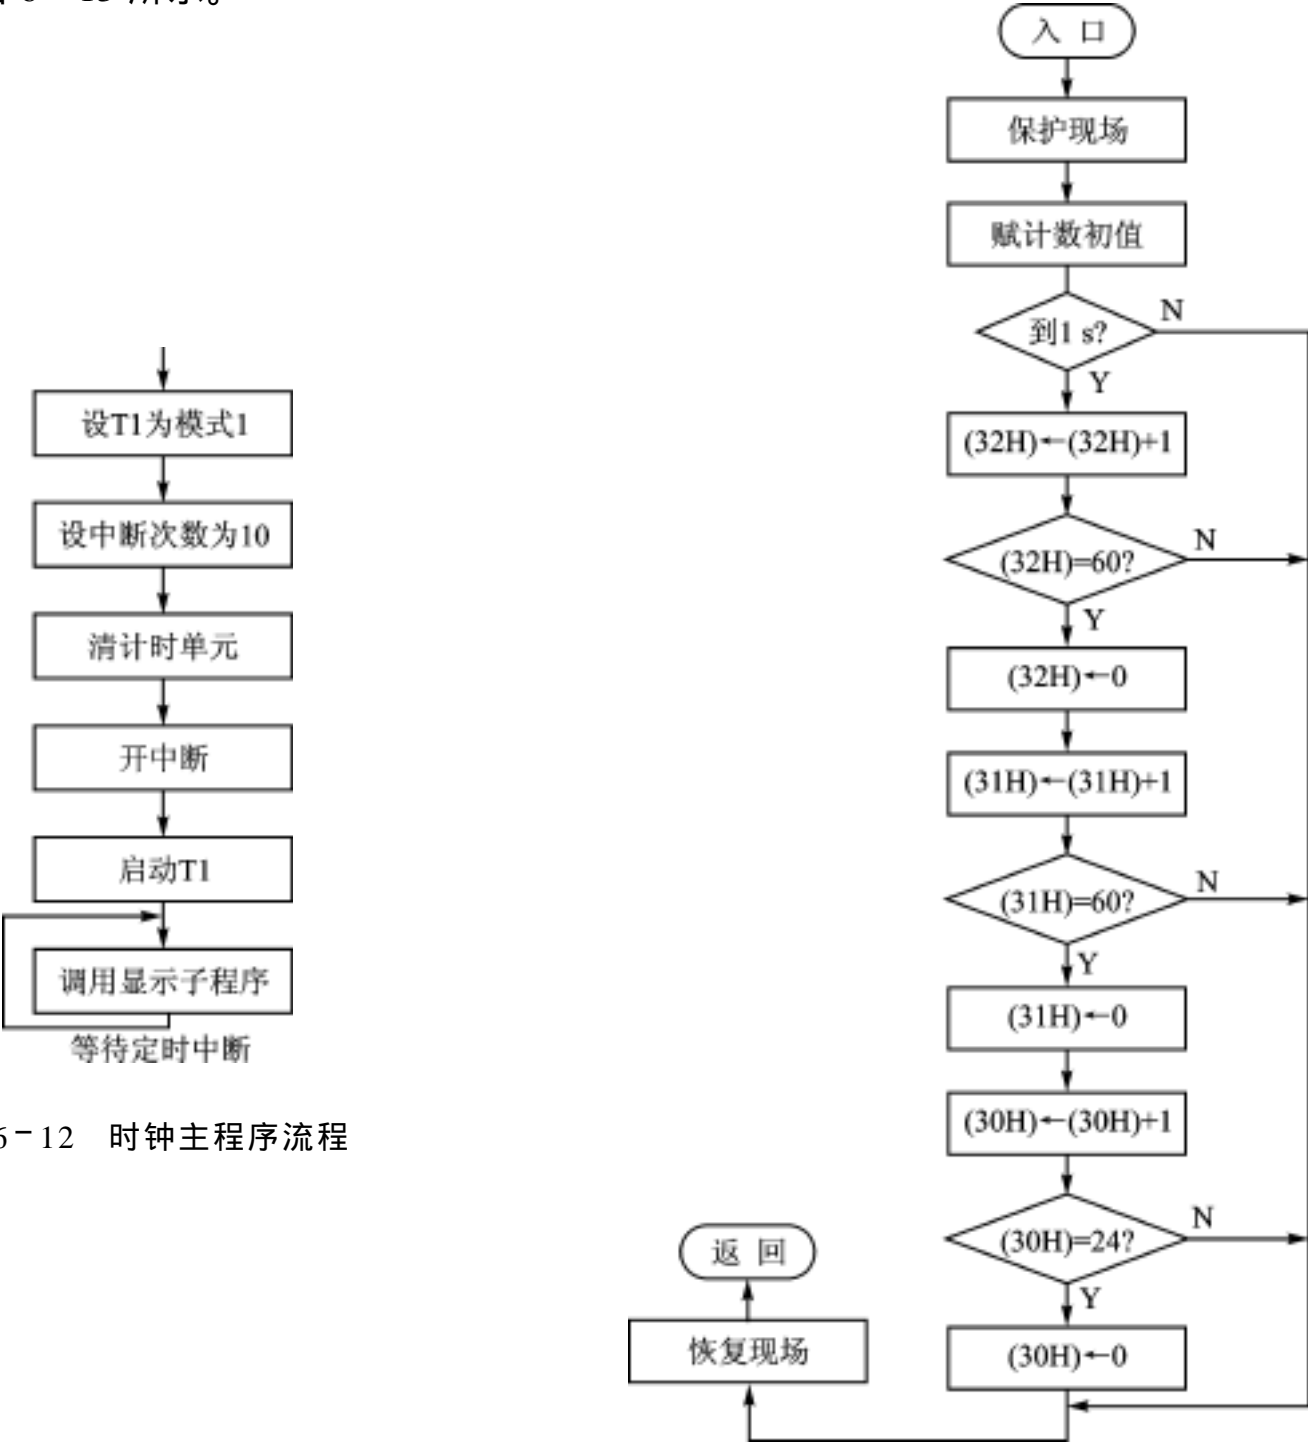 入 口
保护现场
赋计数初值
到1 s?
N
Y
(32H)←(32H)+1
(32H)=60?
N
Y
(32H)←0
(31H)←(31H)+1
(31H)=60?
N
Y
(31H)←0
(30H)←(30H)+1
(30H)=24?
N
Y
(30H)←0
恢复现场
返 回
设T1为模式1
设中断次数为10
清计时单元
开中断
启动T1
调用显示子程序
等待定时中断
6-12 时钟主程序流程